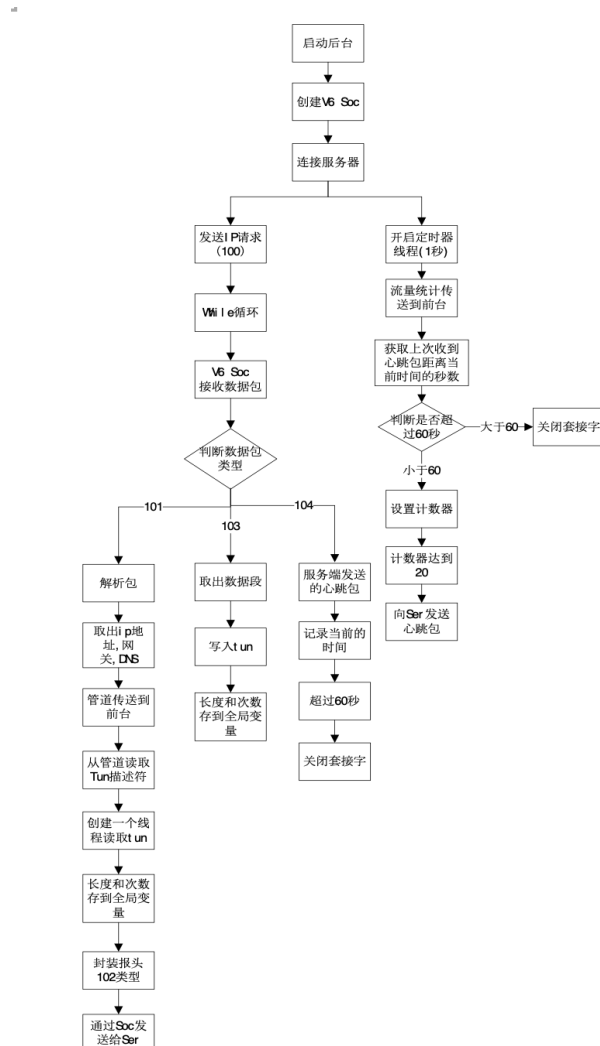 启动后台
创建V6 Soc
连接服务器
发送IP请求
（100）
While循环
V6 Soc
接收数据包
判断数据包
类型
101
103
104
解析包
取出ip地
址,网
关,DNS
管道传送到
前台
从管道读取
Tun描述符
创建一个线
程读取tun
长度和次数
存到全局变
量
封装报头
102类型
通过Soc发
送给Ser
取出数据段
写入tun
长度和次数
存到全局变
量
服务端发送
的心跳包
记录当前的
时间
超过60秒
关闭套接字
开启定时器
线程(1秒)
流量统计传
送到前台
获取上次收到
心跳包距离当
前时间的秒数
判断是否超
过60秒
大于60
关闭套接字
小于60
设置计数器
计数器达到
20
向Ser发送
心跳包